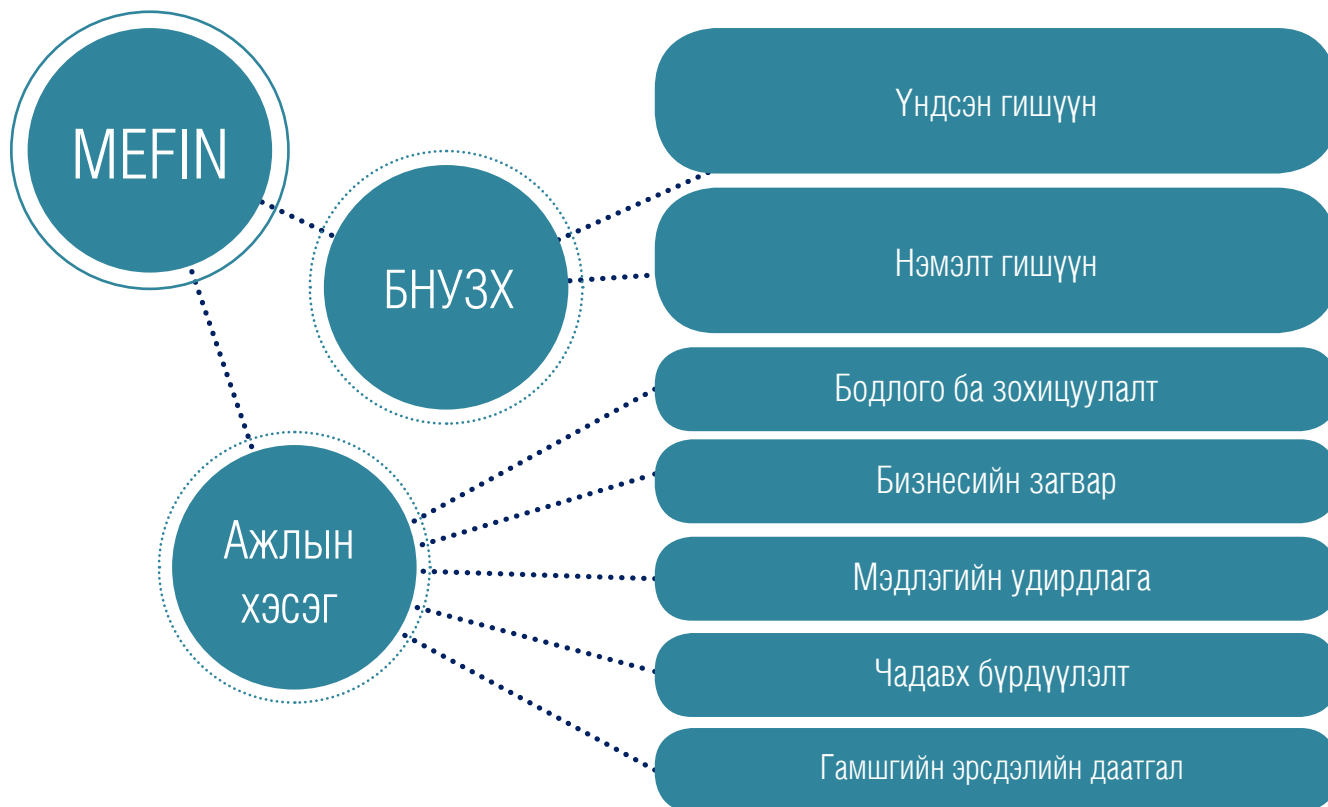 MEFIN
БНУЗХ
Ажлын
хэсэг
Үндсэн гишүүн
Нэмэлт гишүүн
Бодлого ба зохицуулалт
Бизнесийн загвар
Мэдлэгийн удирдлага
Чадавх бүрдүүлэлт
Гамшгийн эрсдэлийн даатгал